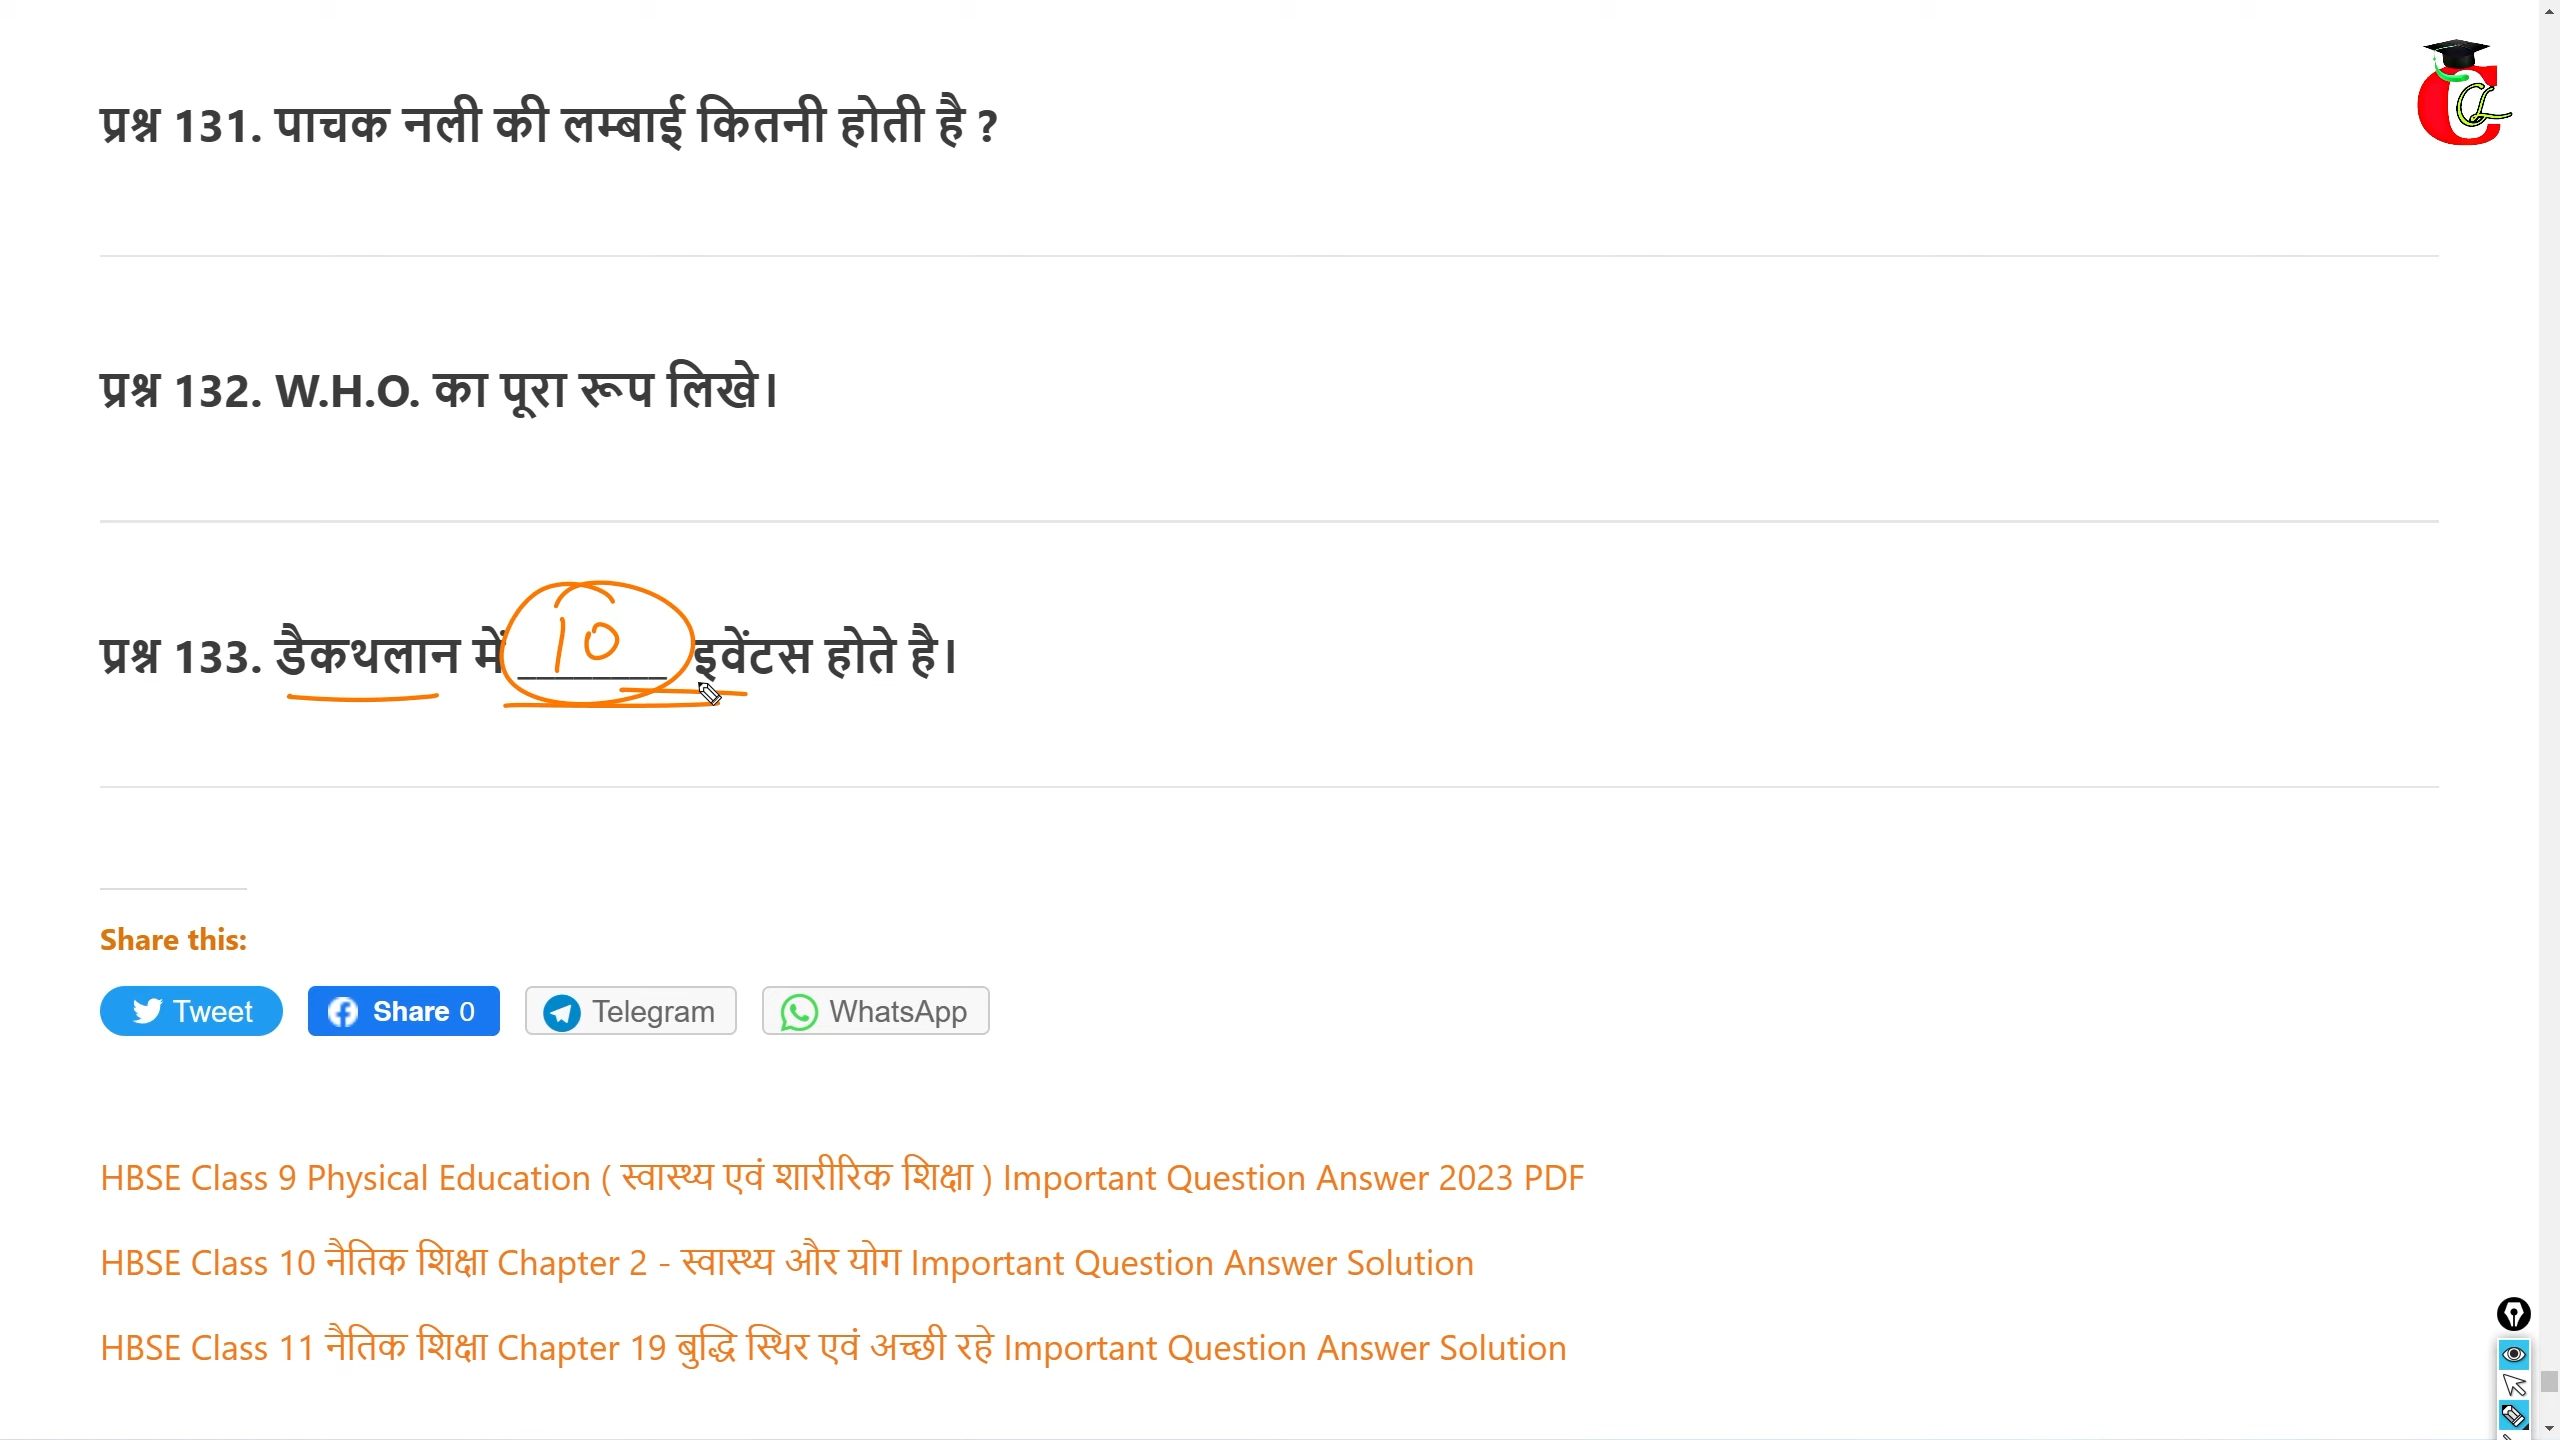 प्रश्न 131. पाचक नली की लम्बाई कितनी होती है ?
प्रश्न 132. W.H.O. का पूरा रूप लिखे।
प्रश्न 133. डैकथलान में 10 ________ इवेंटस होते है।
Share this:
Tweet Share 0 Telegram WhatsApp
HBSE Class 9 Physical Education ( स्वास्थ्य एवं शारीरिक शिक्षा ) Important Question Answer 2023 PDF
HBSE Class 10 नैतिक शिक्षा Chapter 2 - स्वास्थ्य और योग Important Question Answer Solution
HBSE Class 11 नैतिक शिक्षा Chapter 19 बुद्धि स्थिर एवं अच्छी रहे Important Question Answer Solution